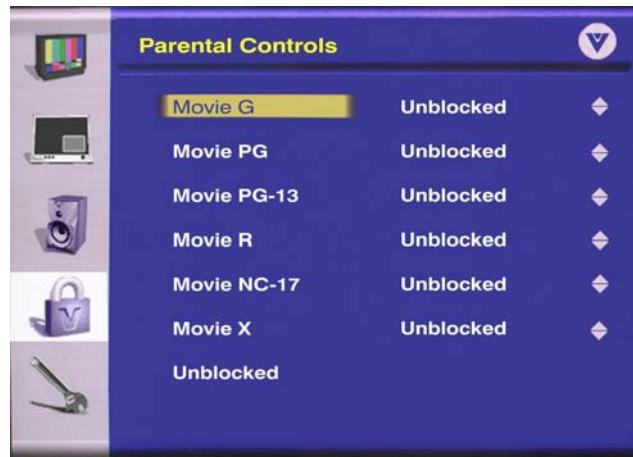 Parental Controls
Movie G Unblocked
Movie PG Unblocked
Movie PG-13 Unblocked
Movie R Unblocked
Movie NC-17 Unblocked
Movie X Unblocked
Unblocked